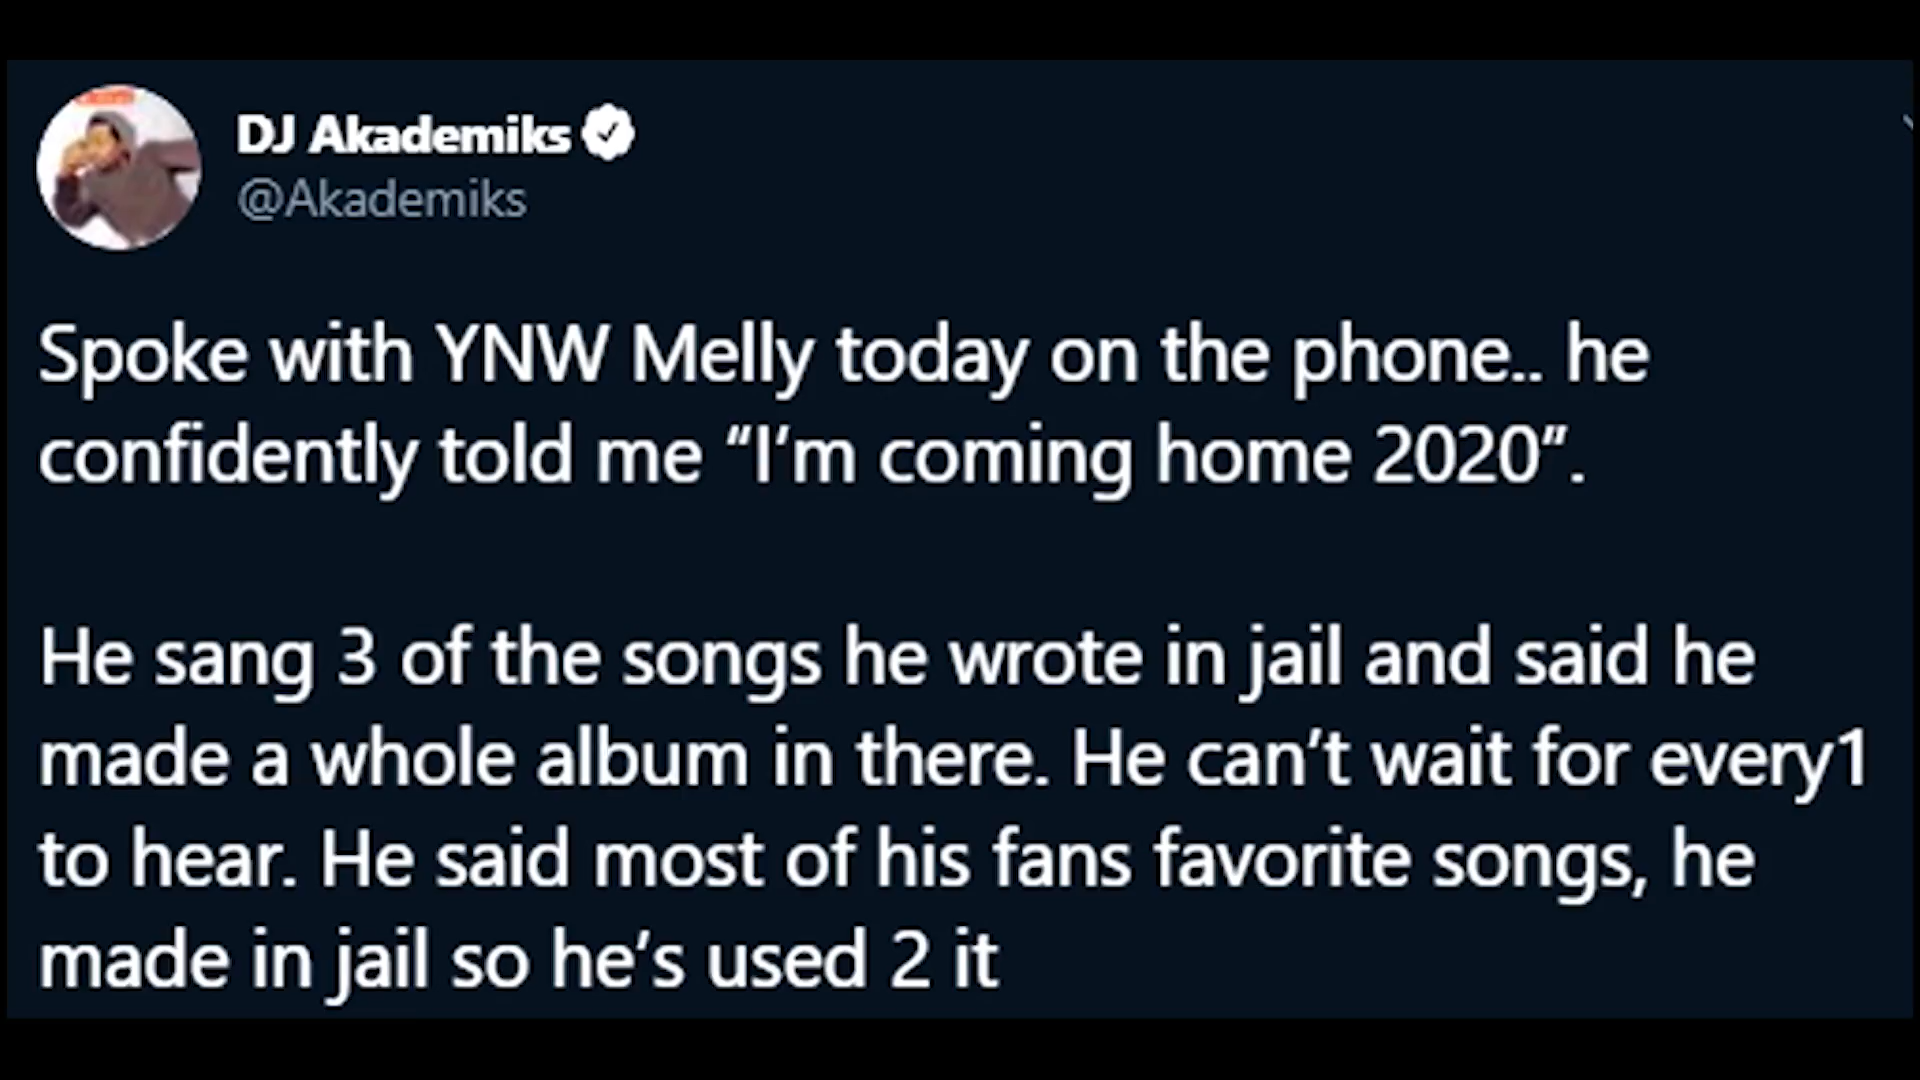 DJ Akademiks
@Akademiks
Spoke with YNW Melly today on the phone.. he
confidently told me “I’m coming home 2020”.
He sang 3 of the songs he wrote in jail and said he
made a whole album in there. He can’t wait for every1
to hear. He said most of his fans favorite songs, he
made in jail so he’s used 2 it